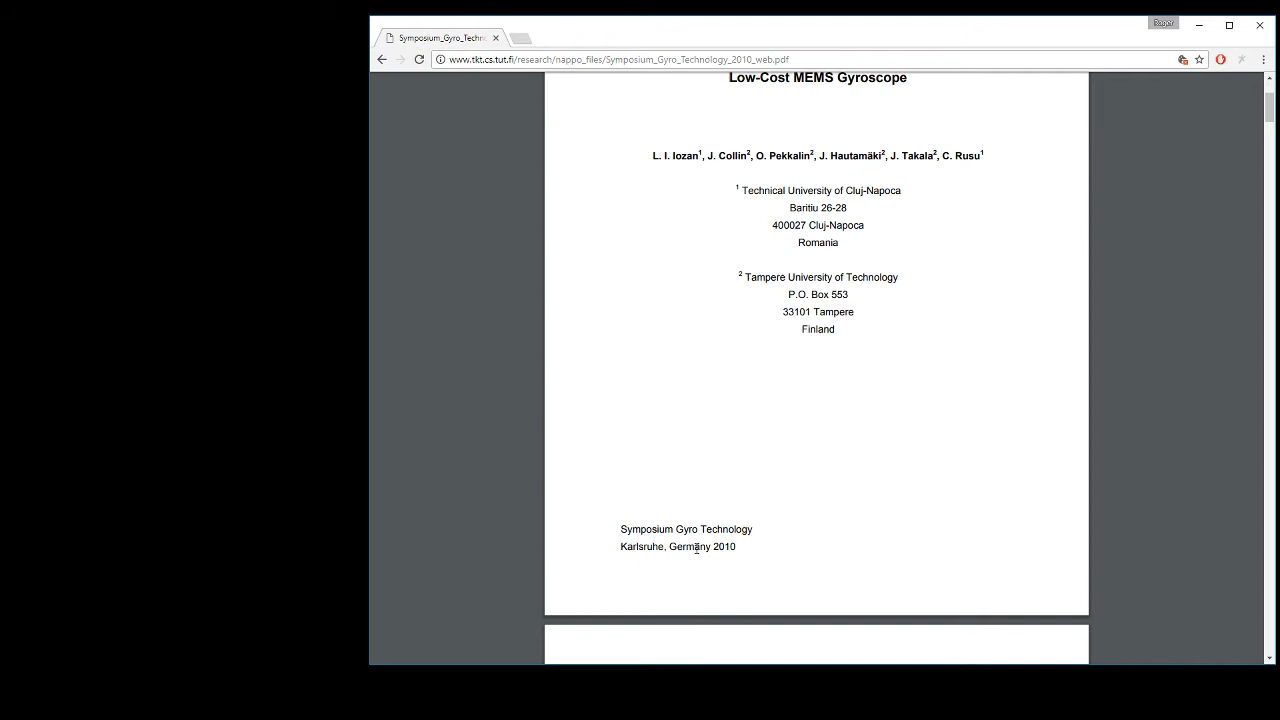 Roger
Symposium_Gyro_Techn
www.tkt.cs.tut.fi/research/nappo_files/Symposium_Gyro_Technology_2010_web.pdf
Low-Cost MEMS Gyroscope
L. I. Iozan1, J. Collin2, O. Pekkalin2, J. Hautamäki2, J. Takala2, C. Rusu1
1 Technical University of Cluj-Napoca
Baritiu 26-28
400027 Cluj-Napoca
Romania
2 Tampere University of Technology
P.O. Box 553
33101 Tampere
Finland
Symposium Gyro Technology
Karlsruhe, Germany 2010